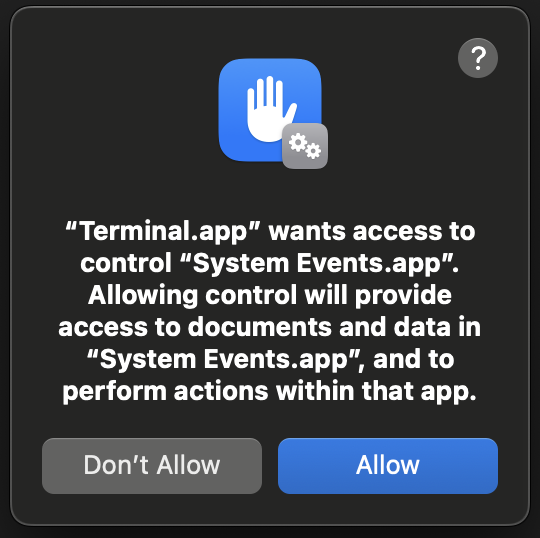 ?
“Terminal.app” wants access to
control “System Events.app”.
Allowing control will provide
access to documents and data in
“System Events.app”, and to
perform actions within that app.
Don’t Allow
Allow